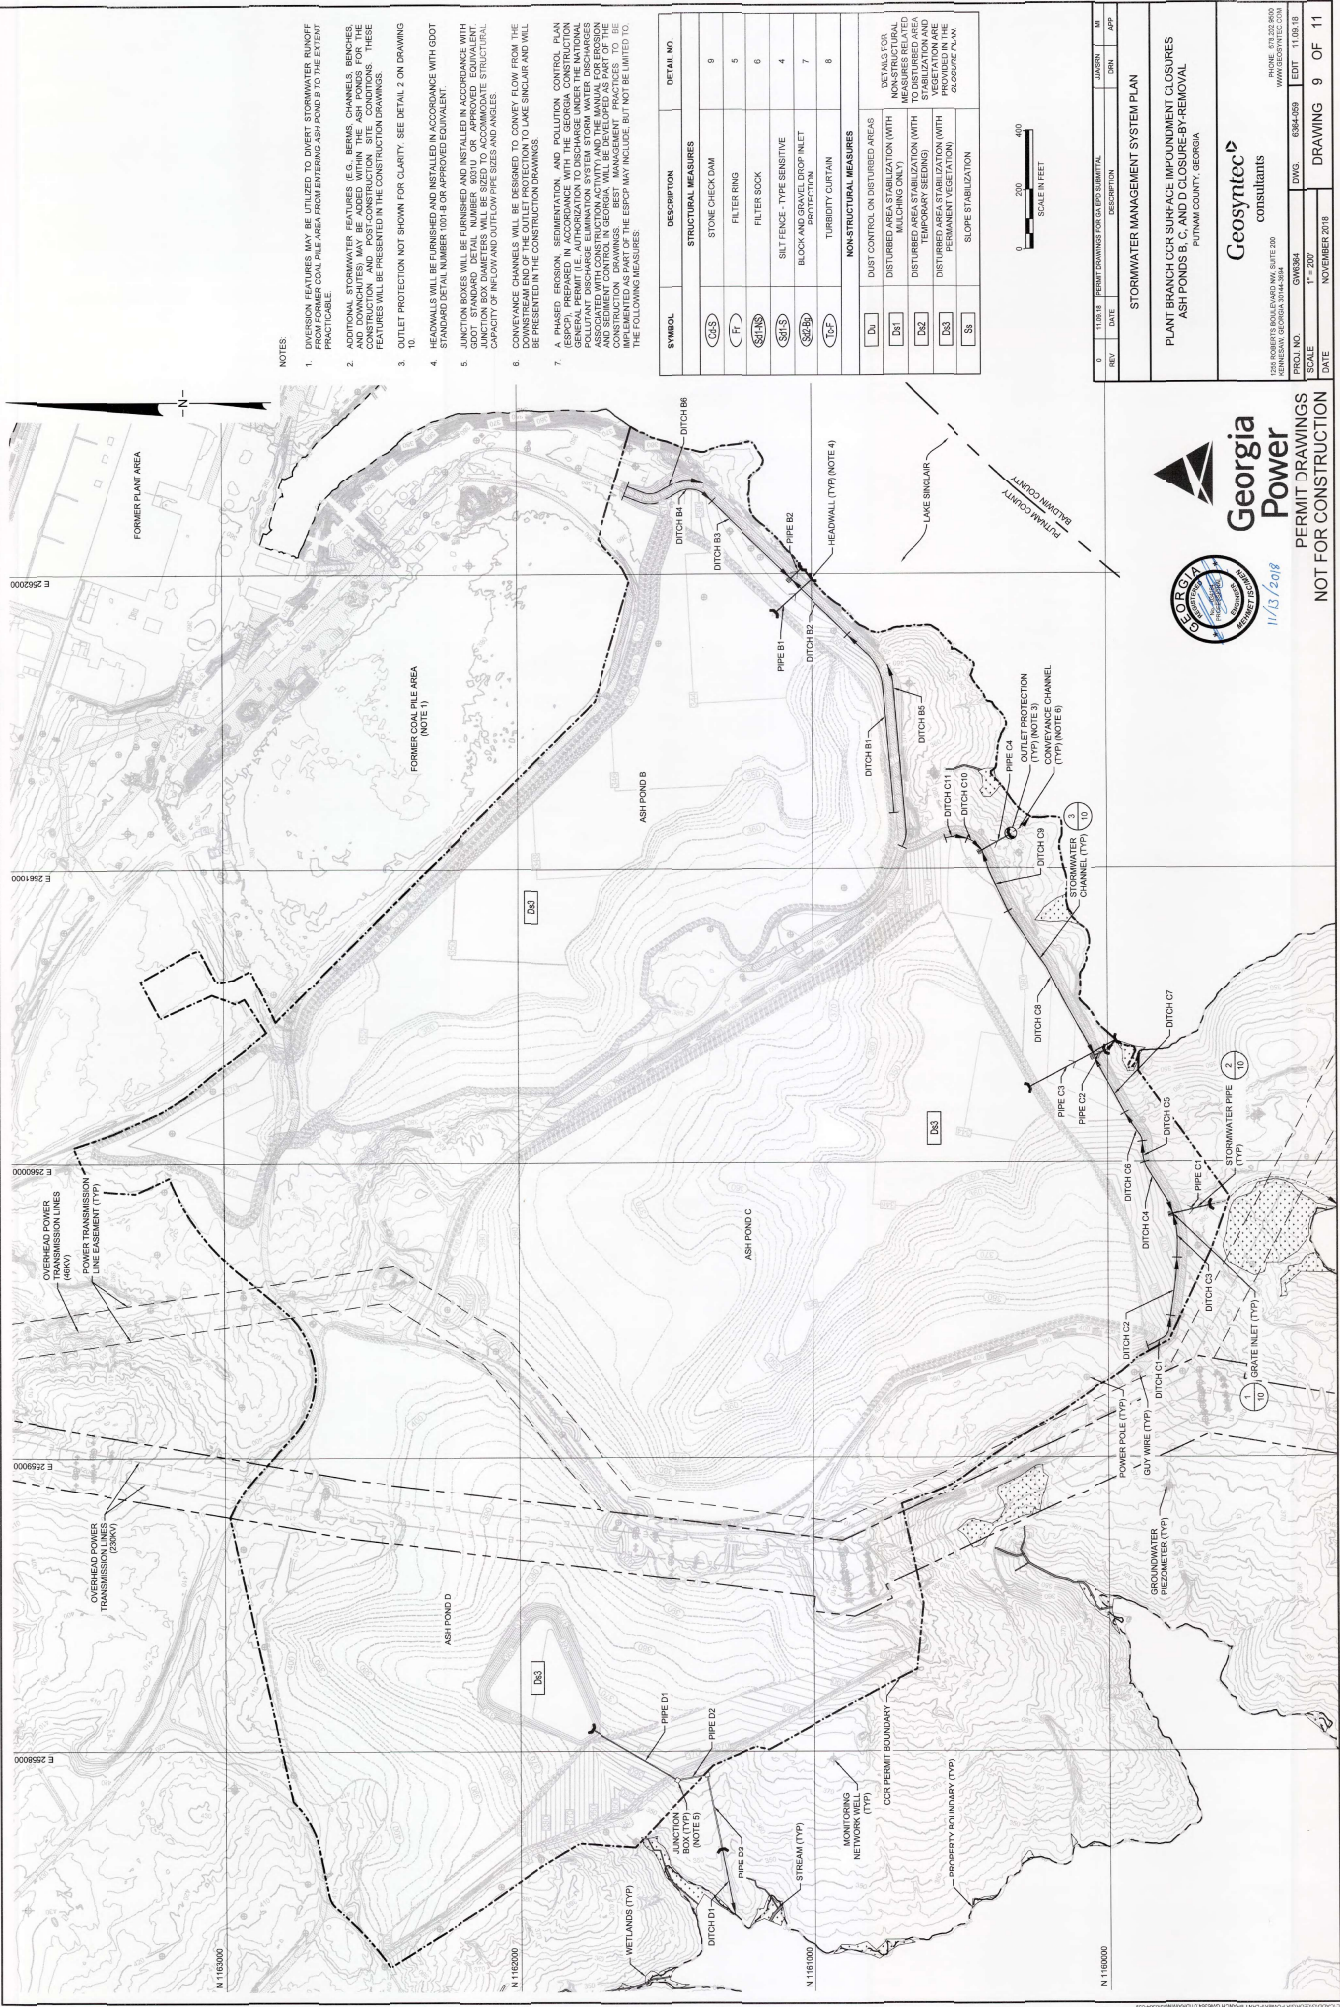 NOTES:
1. DIVERSION FEATURES MAY BE UTILIZED TO DIVERT STORMWATER RUNOFF
FROM FORMER COAL PILE AREA FROM ENTERING ASH POND B TO THE EXTENT
PRACTICABLE.
2. ADDITIONAL STORMWATER FEATURES (E.G., BERMS, CHANNELS, BENCHES,
AND DOWNCHUTES) MAY BE ADDED WITHIN THE ASH PONDS FOR THE
CONSTRUCTION AND POST-CONSTRUCTION SITE CONDITIONS. THESE
FEATURES WILL BE PRESENTED IN THE CONSTRUCTION DRAWINGS.
3. OUTLET PROTECTION NOT SHOWN FOR CLARITY. SEE DETAIL 2 ON DRAWING
10.
4. HEADWALLS WILL BE FURNISHED AND INSTALLED IN ACCORDANCE WITH GDOT
STANDARD DETAIL NUMBER 1001-B OR APPROVED EQUIVALENT.
5. JUNCTION BOXES WILL BE FURNISHED AND INSTALLED IN ACCORDANCE WITH
GDOT STANDARD DETAIL NUMBER 9031U OR APPROVED EQUIVALENT.
JUNCTION BOX DIAMETERS WILL BE SIZED TO ACCOMMODATE STRUCTURAL
CAPACITY OF INFLOW AND OUTFLOW PIPE SIZES AND ANGLES.
6. CONVEYANCE CHANNELS WILL BE DESIGNED TO CONVEY FLOW FROM THE
DOWNSTREAM END OF THE OUTLET PROTECTION TO LAKE SINCLAIR AND WILL
BE PRESENTED IN THE CONSTRUCTION DRAWINGS.
7. A PHASED EROSION, SEDIMENTATION, AND POLLUTION CONTROL PLAN
(ESPCP), PREPARED IN ACCORDANCE WITH THE GEORGIA CONSTRUCTION
GENERAL PERMIT (I.E., AUTHORIZATION TO DISCHARGE UNDER THE NATIONAL
POLLUTANT DISCHARGE ELIMINATION SYSTEM STORM WATER DISCHARGES
ASSOCIATED WITH CONSTRUCTION ACTIVITY) AND THE MANUAL FOR EROSION
AND SEDIMENT CONTROL IN GEORGIA, WILL BE DEVELOPED AS PART OF THE
CONSTRUCTION DRAWINGS. BEST MANAGEMENT PRACTICES TO BE
IMPLEMENTED AS PART OF THE ESPCP MAY INCLUDE, BUT NOT BE LIMITED TO,
THE FOLLOWING MEASURES:
SYMBOL DESCRIPTION DETAIL NO.
STRUCTURAL MEASURES
Cd-S STONE CHECK DAM 9
Fr FILTER RING 5
Sd1-NS FILTER SOCK 6
Sd1-S SILT FENCE - TYPE SENSITIVE 4
Sd2-Bg BLOCK AND GRAVEL DROP INLET 7
PROTECTION
Tc-F TURBIDITY CURTAIN 8
NON-STRUCTURAL MEASURES
Du DUST CONTROL ON DISTURBED AREAS
Ds1 DISTURBED AREA STABILIZATION (WITH
MULCHING ONLY)
Ds2 DISTURBED AREA STABILIZATION (WITH
TEMPORARY SEEDING)
Ds3 DISTURBED AREA STABILIZATION (WITH
PERMANENT VEGETATION)
Ss SLOPE STABILIZATION
DETAILS FOR
NON-STRUCTURAL
MEASURES RELATED
TO DISTURBED AREA
STABILIZATION AND
VEGETATION ARE
PROVIDED IN THE
CLOSURE PLAN.
0 200 400
SCALE IN FEET
0 11.09.18 PERMIT DRAWINGS FOR GA EPD SUBMITTAL JJA/SRN MI
REV DATE DESCRIPTION DRN APP
STORMWATER MANAGEMENT SYSTEM PLAN
PLANT BRANCH CCR SURFACE IMPOUNDMENT CLOSURES
ASH PONDS B, C, AND D CLOSURE-BY-REMOVAL
PUTNAM COUNTY, GEORGIA
Geosyntec
consultants
1255 ROBERTS BOULEVARD NW, SUITE 200
KENNESAW, GEORGIA 30144-3694
PHONE: 678.202.9500
WWW.GEOSYNTEC.COM
PROJ. NO. GW6364 DWG. 6364-059 EDIT 11.09.18
SCALE 1" = 200'
DATE NOVEMBER 2018
DRAWING 9 OF 11
Georgia
Power
PERMIT DRAWINGS
NOT FOR CONSTRUCTION
GEORGIA
REGISTERED
PROFESSIONAL
ENGINEER
MEHMET ISCIMEN
11/13/2018
N
E 2558000
E 2559000
E 2560000
E 2561000
E 2562000
N 1163000
N 1162000
N 1161000
N 1160000
FORMER PLANT AREA
FORMER COAL PILE AREA
(NOTE 1)
OVERHEAD POWER
TRANSMISSION LINES
(46KV)
POWER TRANSMISSION
LINE EASEMENT (TYP)
OVERHEAD POWER
TRANSMISSION LINES
(230KV)
ASH POND B
ASH POND C
ASH POND D
Ds3
Ds3
Ds3
DITCH B6
DITCH B4
DITCH B3
PIPE B2
HEADWALL (TYP) (NOTE 4)
PIPE B1
DITCH B2
DITCH B1
DITCH B5
LAKE SINCLAIR
PUTNAM COUNTY
BALDWIN COUNTY
DITCH C11
DITCH C10
PIPE C4
OUTLET PROTECTION
(TYP) (NOTE 3)
CONVEYANCE CHANNEL
(TYP) (NOTE 6)
DITCH C9
STORMWATER
CHANNEL (TYP)
3
10
DITCH C8
DITCH C7
PIPE C3
PIPE C2
DITCH C6
DITCH C5
PIPE C1
STORMWATER PIPE
(TYP)
2
10
DITCH C4
DITCH C3
DITCH C2
DITCH C1
GRATE INLET (TYP)
1
10
POWER POLE (TYP)
GUY WIRE (TYP)
GROUNDWATER
PIEZOMETER (TYP)
PIPE D1
PIPE D2
JUNCTION
BOX (TYP)
(NOTE 5)
PIPE D3
DITCH D1
STREAM (TYP)
WETLANDS (TYP)
MONITORING
NETWORK WELL
(TYP)
CCR PERMIT BOUNDARY
PROPERTY BOUNDARY (TYP)